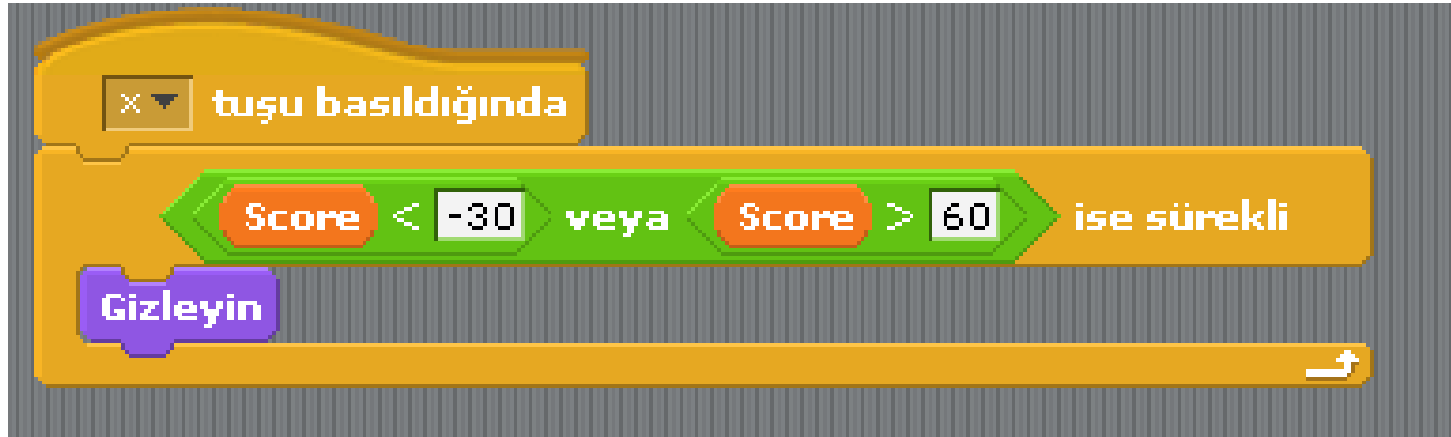 x tuşu basıldığında
Score < -30 veya Score > 60 ise sürekli
Gizleyin